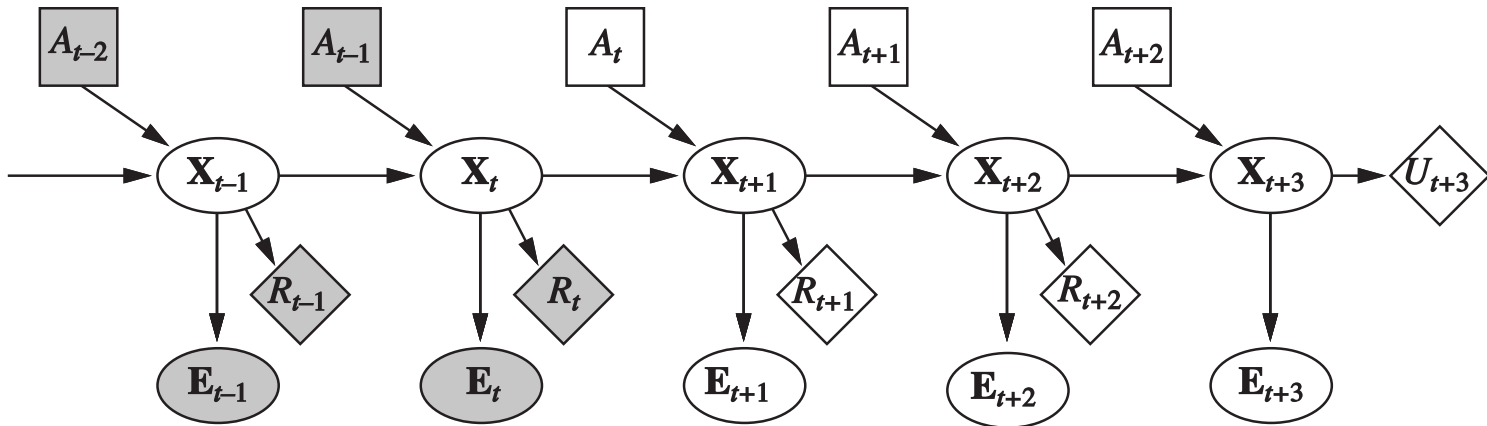 A_{t–2} A_{t–1} A_t A_{t+1} A_{t+2}
X_{t–1} X_t X_{t+1} X_{t+2} X_{t+3} U_{t+3}
R_{t–1} R_t R_{t+1} R_{t+2}
E_{t–1} E_t E_{t+1} E_{t+2} E_{t+3}